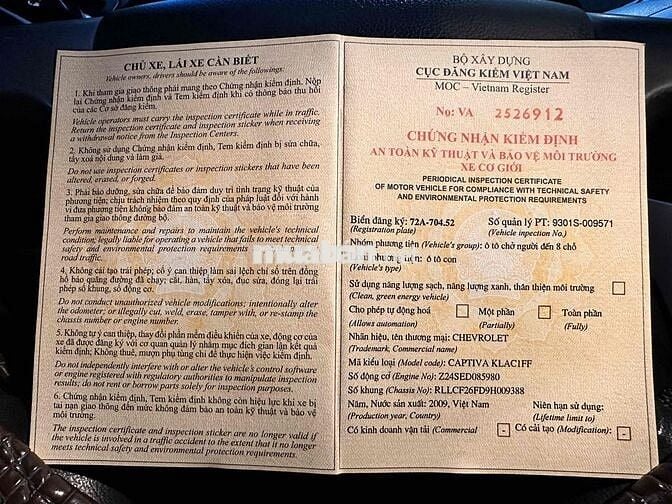 CHỦ XE, LÁI XE CẦN BIẾT
Vehicle owners, drivers should be aware of the followings:
1. Khi tham gia giao thông phải mang theo Chứng nhận kiểm định. Nộp
lại Chứng nhận kiểm định và Tem kiểm định khi có thông báo thu hồi
của các Cơ sở đăng kiểm.
Vehicle operators must carry the inspection certificate while in traffic.
Return the inspection certificate and inspection sticker when receiving
a withdrawal notice from the Inspection Centers.
2. Không sử dụng Chứng nhận kiểm định, Tem kiểm định bị sửa chữa,
tẩy xoá nội dung và làm giả.
Do not use inspection certificates or inspection stickers that have been
altered, erased, or forged.
3. Phải bảo dưỡng, sửa chữa để bảo đảm duy trì tình trạng kỹ thuật của
phương tiện; chịu trách nhiệm theo quy định của pháp luật đối với hành
vi đưa phương tiện không bảo đảm an toàn kỹ thuật và bảo vệ môi trường
tham gia giao thông đường bộ.
Perform maintenance and repairs to maintain the vehicle's technical
condition; legally liable for operating a vehicle that fails to meet technical
safety and environmental protection requirements
road traffic.
4. Không cải tạo trái phép; cố ý can thiệp làm sai lệch chỉ số trên đồng
hồ báo quãng đường đã chạy; cắt, hàn, tẩy xóa, đục sửa, đóng lại trái
phép số khung, số động cơ.
Do not conduct unauthorized vehicle modifications; intentionally alter
the odometer; or illegally cut, weld, erase, tamper with, or re-stamp the
chassis number or engine number.
5. Không tự ý can thiệp, thay đổi phần mềm điều khiển của xe, động cơ của
xe đã được đăng ký với cơ quan quản lý nhằm mục đích gian lận kết quả
kiểm định; Không thuê, mượn phụ tùng chỉ để thực hiện việc kiểm định.
Do not independently interfere with or alter the vehicle's control software
or engine registered with regulatory authorities to manipulate inspection
results; do not rent or borrow parts solely for inspection purposes.
6. Chứng nhận kiểm định, Tem kiểm định không còn hiệu lực khi xe bị
tai nạn giao thông đến mức không đảm bảo an toàn kỹ thuật và bảo vệ
môi trường.
The inspection certificate and inspection sticker are no longer valid if
the vehicle is involved in a traffic accident to the extent that it no longer
meets technical safety and environmental protection requirements.
BỘ XÂY DỰNG
CỤC ĐĂNG KIỂM VIỆT NAM
MOC – Vietnam Register
No: VA 2526912
CHỨNG NHẬN KIỂM ĐỊNH
AN TOÀN KỸ THUẬT VÀ BẢO VỆ MÔI TRƯỜNG
XE CƠ GIỚI
PERIODICAL INSPECTION CERTIFICATE
OF MOTOR VEHICLE FOR COMPLIANCE WITH TECHNICAL SAFETY
AND ENVIRONMENTAL PROTECTION REQUIREMENTS
Biển đăng ký: 72A-704.52 Số quản lý PT: 9301S-009571
(Registration plate) (Vehicle inspection No.)
Nhóm phương tiện (Vehicle's group): ô tô chở người đến 8 chỗ
phương tiện: ô tô con
(Vehicle's type)
Sử dụng năng lượng sạch, năng lượng xanh, thân thiện môi trường
(Clean, green energy vehicle)
Cho phép tự động hoá Một phần Toàn phần
(Allows automation) (Partially) (Fully)
Nhãn hiệu, tên thương mại: CHEVROLET
(Trademark, Commercial name)
Mã kiểu loại (Model code): CAPTIVA KLAC1FF
Số động cơ (Engine No): Z24SED085980
Số khung (Chassis No): RLLCF26FD9H009388
Năm, Nước sản xuất: 2009, Việt Nam Niên hạn sử dụng:
(Production year, Country) (Lifetime limit to)
Có kinh doanh vận tải (Commercial - Có cải tạo (Modification): -